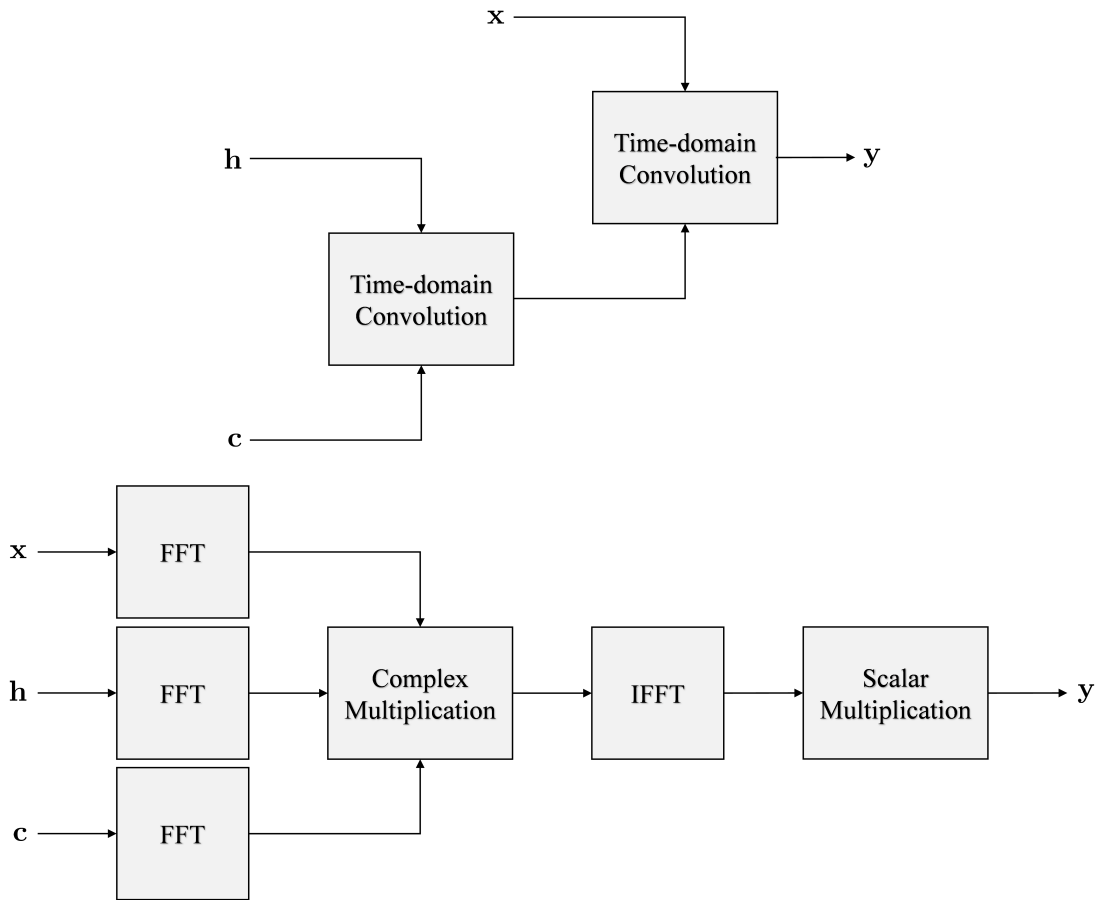 x
Time-domain
Convolution
y
h
Time-domain
Convolution
c
x
FFT
h
FFT
Complex
Multiplication
IFFT
Scalar
Multiplication
y
c
FFT